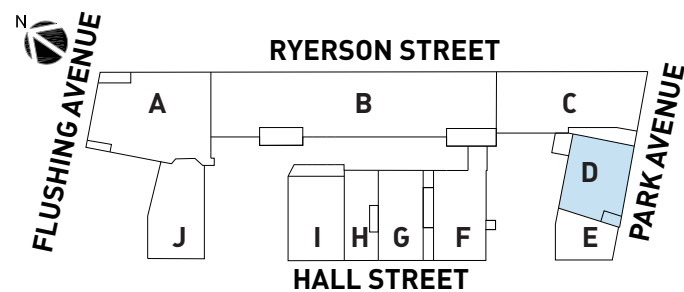 N
FLUSHING AVENUE
RYERSON STREET
PARK AVENUE
A
B
C
D
E
J
I
H
G
F
HALL STREET